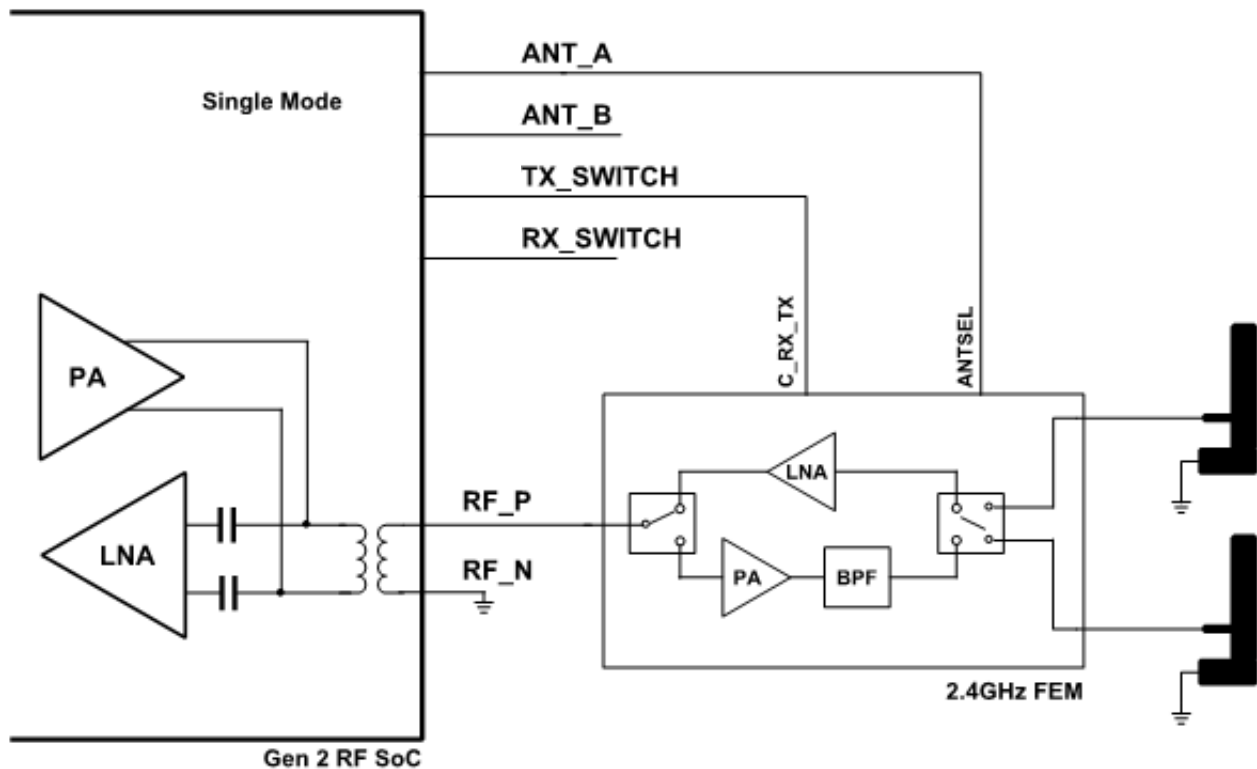 ANT_A
Single Mode
ANT_B
TX_SWITCH
RX_SWITCH
C_RX_TX
ANTSEL
PA
LNA
RF_P
LNA
RF_N
PA
BPF
2.4GHz FEM
Gen 2 RF SoC